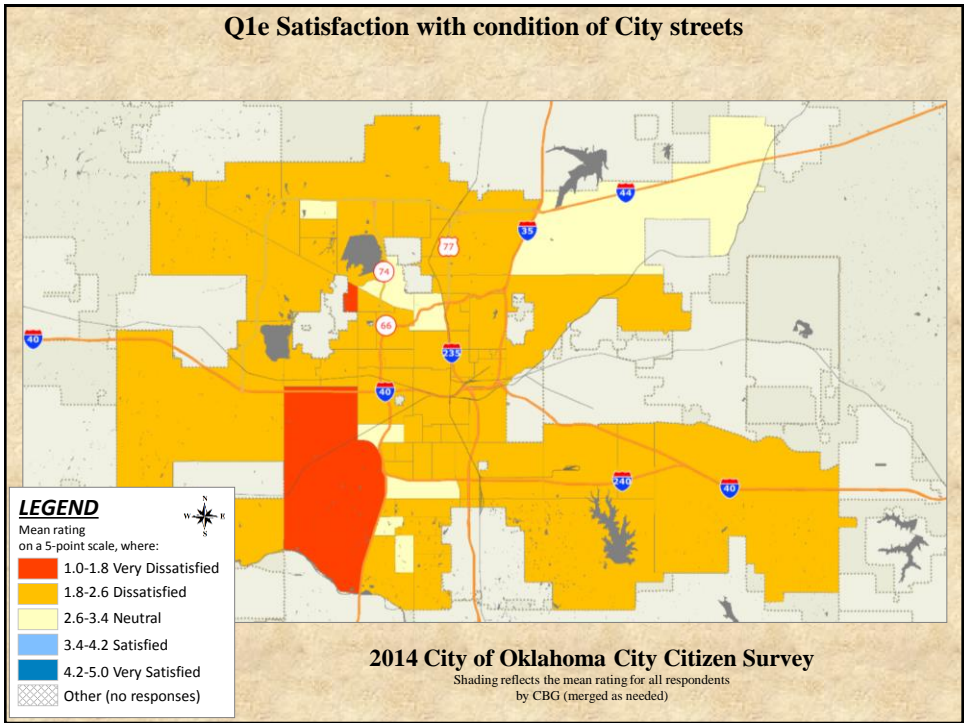 Q1e Satisfaction with condition of City streets
44
35
77
74
66
40
235
40
240
40
LEGEND
Mean rating
on a 5-point scale, where:
N
W E
S
1.0-1.8 Very Dissatisfied
1.8-2.6 Dissatisfied
2.6-3.4 Neutral
3.4-4.2 Satisfied
4.2-5.0 Very Satisfied
Other (no responses)
2014 City of Oklahoma City Citizen Survey
Shading reflects the mean rating for all respondents
by CBG (merged as needed)